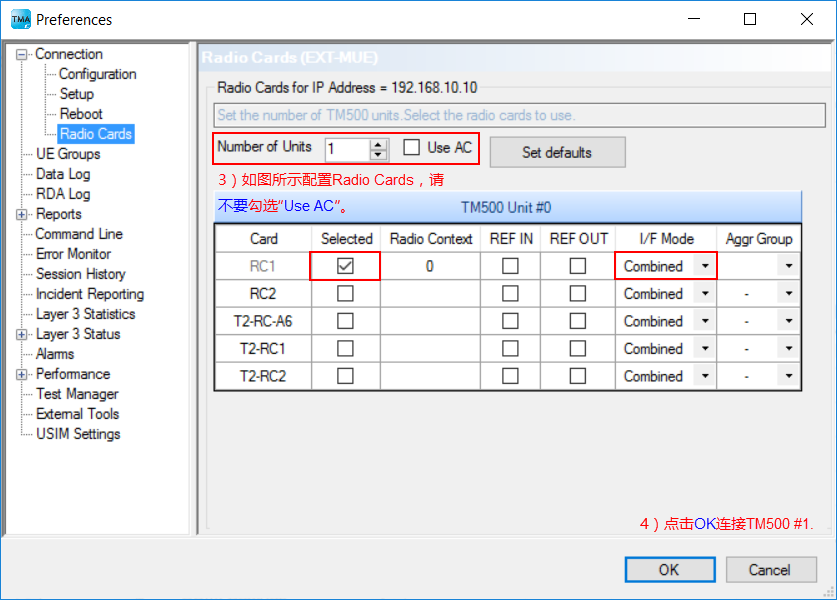 TMA Preferences
Connection
Configuration
Setup
Reboot
Radio Cards
UE Groups
Data Log
RDA Log
Reports
Command Line
Error Monitor
Session History
Incident Reporting
Layer 3 Statistics
Layer 3 Status
Alarms
Performance
Test Manager
External Tools
USIM Settings
Radio Cards (EXT-MUE)
Radio Cards for IP Address = 192.168.10.10
Set the number of TM500 units.Select the radio cards to use.
Number of Units 1 Use AC Set defaults
3）如图所示配置Radio Cards，请
不要勾选“Use AC”。
TM500 Unit #0
Card Selected Radio Context REF IN REF OUT I/F Mode Aggr Group
RC1 0 Combined
RC2 Combined -
T2-RC-A6 Combined -
T2-RC1 Combined -
T2-RC2 Combined -
4）点击OK连接TM500 #1.
OK Cancel